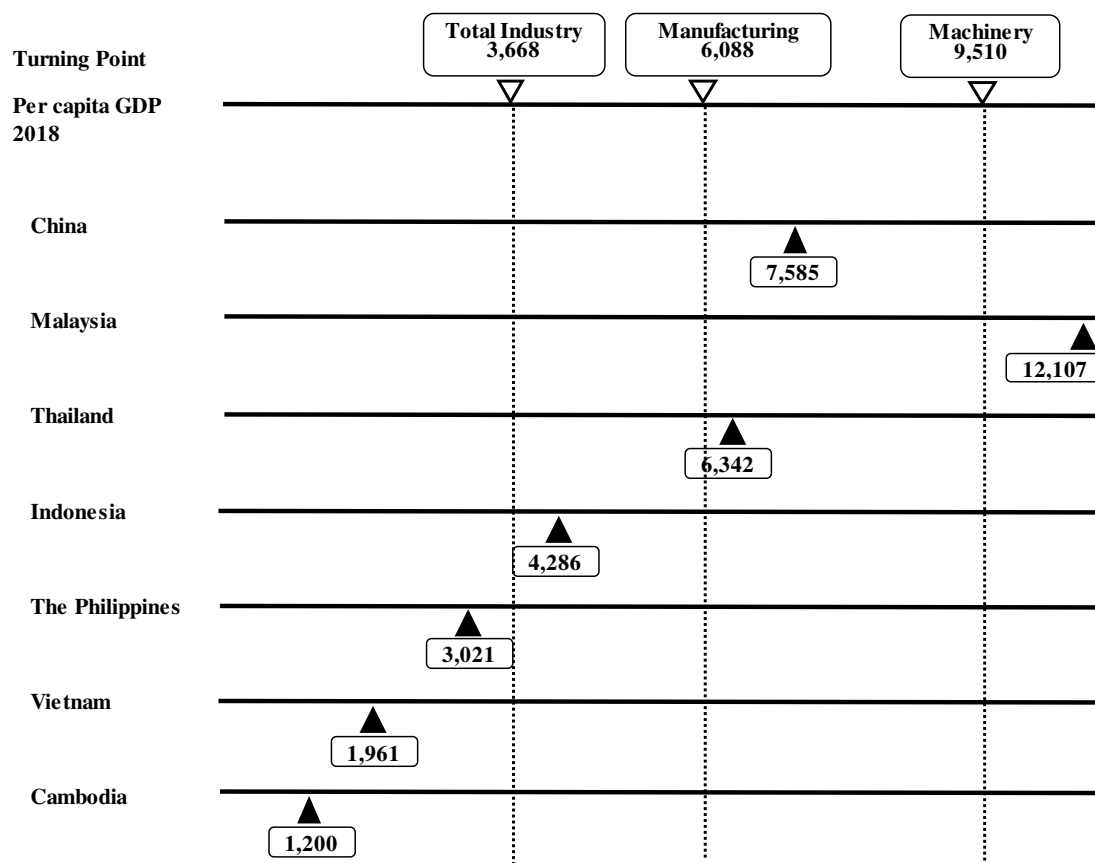 Total Industry
3,668
Manufacturing
6,088
Machinery
9,510
Turning Point
Per capita GDP
2018
China
7,585
Malaysia
12,107
Thailand
6,342
Indonesia
4,286
The Philippines
3,021
Vietnam
1,961
Cambodia
1,200